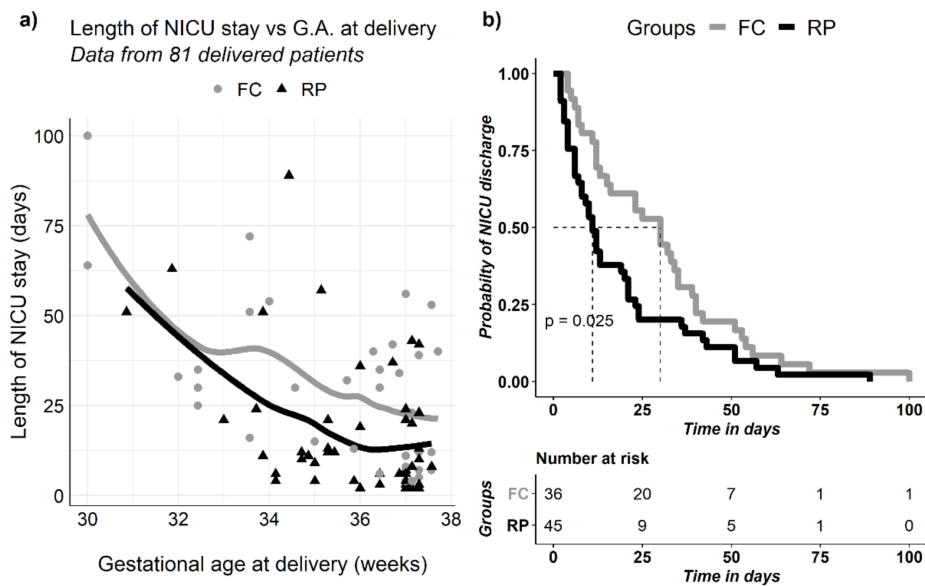 a)
Length of NICU stay vs G.A. at delivery
Data from 81 delivered patients
FC RP
Length of NICU stay (days)
100
75
50
25
0
30 32 34 36 38
Gestational age at delivery (weeks)
b)
Groups FC RP
Probabilty of NICU discharge
1.00
0.75
0.50
0.25
0.00
p = 0.025
0 25 50 75 100
Time in days
Number at risk
Groups
FC 36 20 7 1 1
RP 45 9 5 1 0
0 25 50 75 100
Time in days